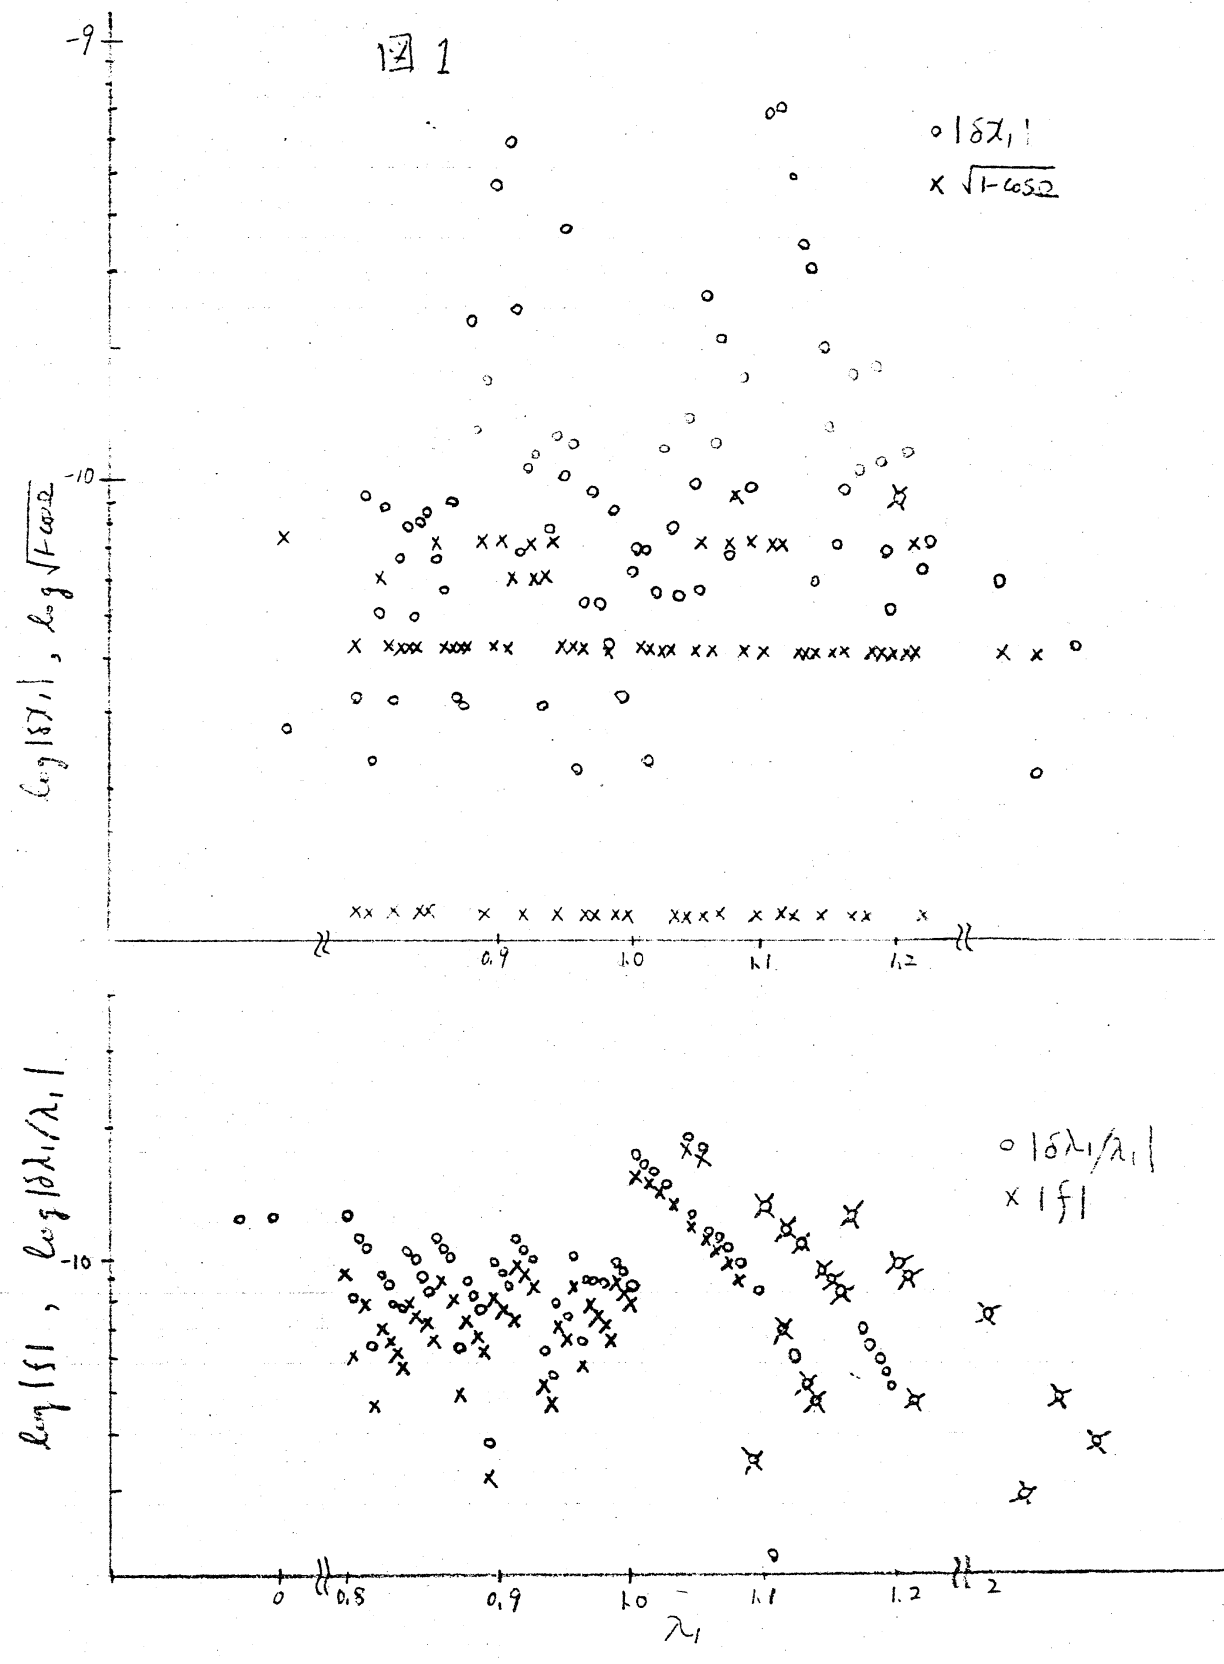 図 1
-9
o |δx₁|
x √1-cosΩ
-10
log|δx₁|, log√1-cosΩ
0.9 1.0 1.1 1.2
o |δλ₁/λ₁|
x |f|
-10
log|f|, log|δλ₁/λ₁|
0 0.8 0.9 1.0 1.1 1.2 2
λ₁